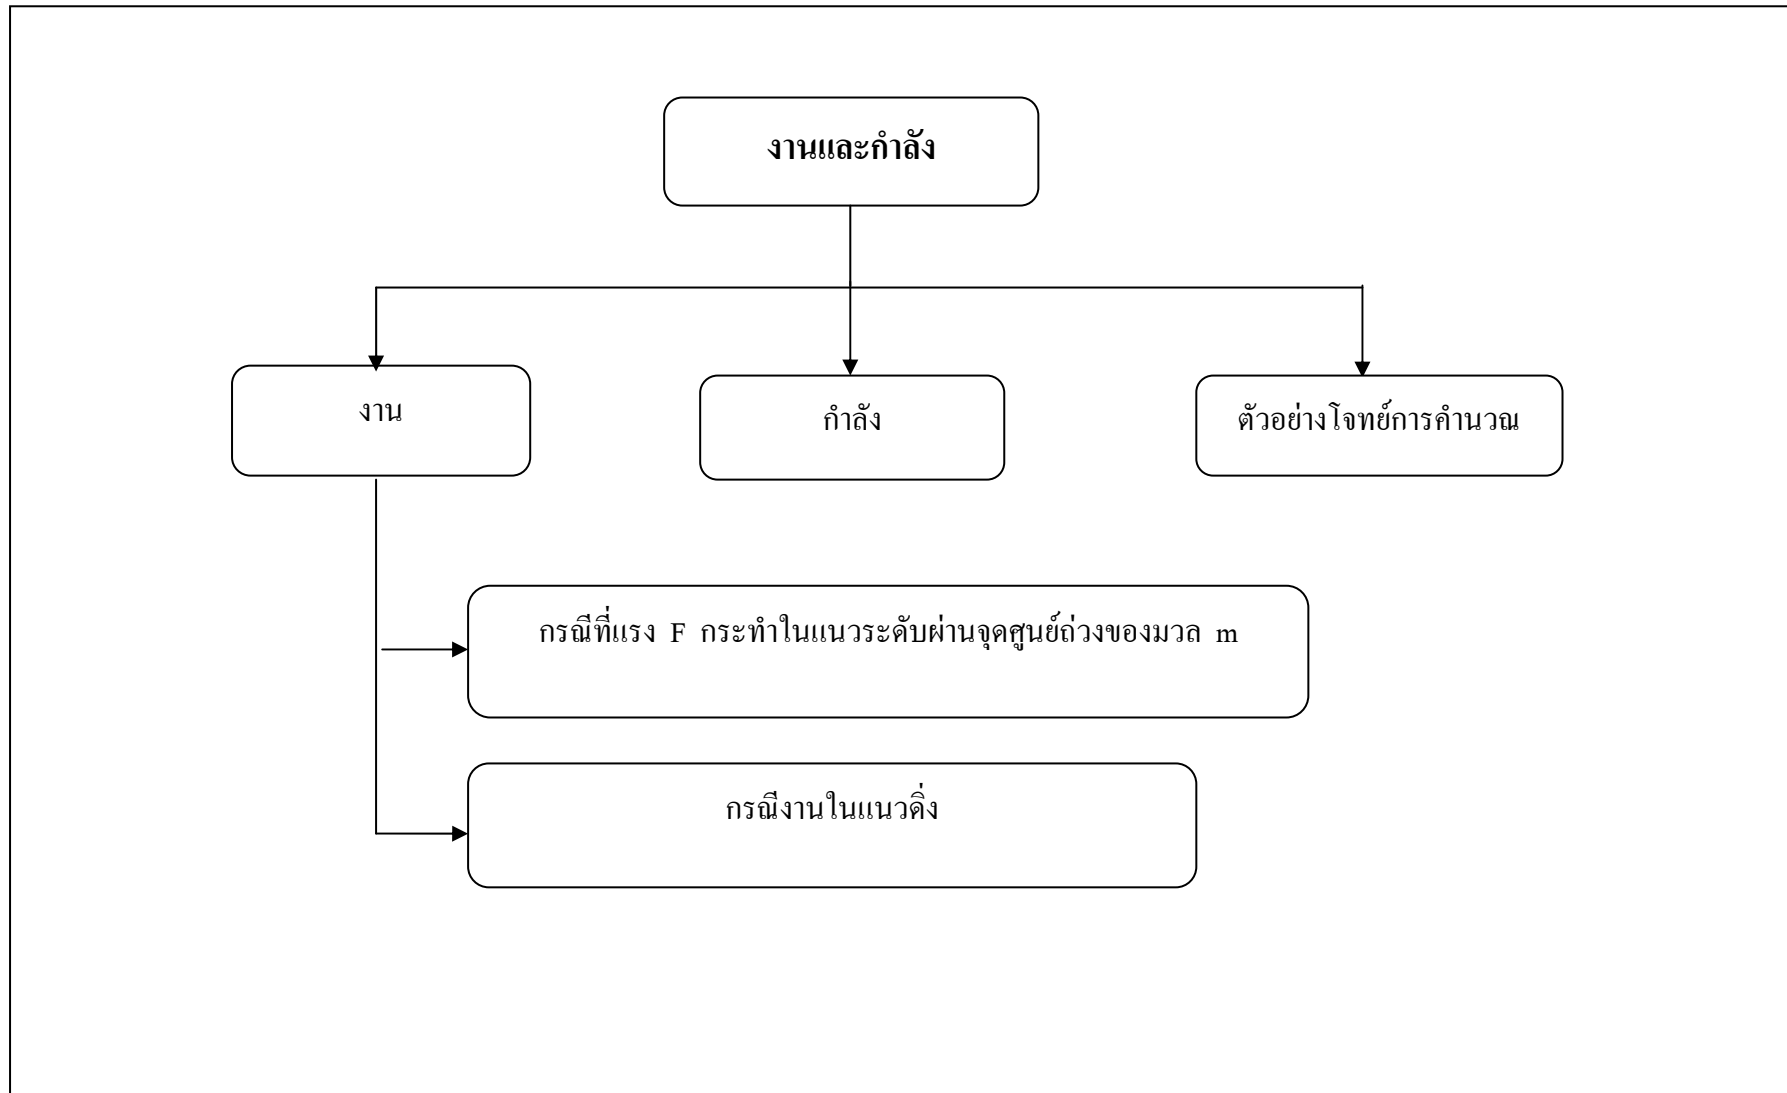 งานและกำลัง
งาน
กำลัง
ตัวอย่างโจทย์การคำนวณ
กรณีที่แรง F กระทำในแนวระดับผ่านจุดศูนย์ถ่วงของมวล m
กรณีงานในแนวดิ่ง